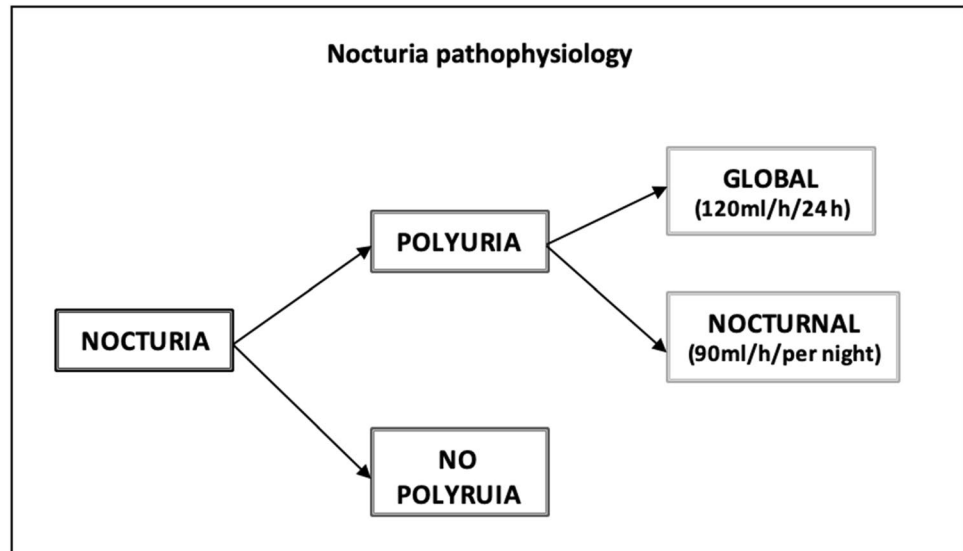 Nocturia pathophysiology
GLOBAL
(120ml/h/24 h)
POLYURIA
NOCTURNAL
(90ml/h/per night)
NOCTURIA
NO
POLYRUIA